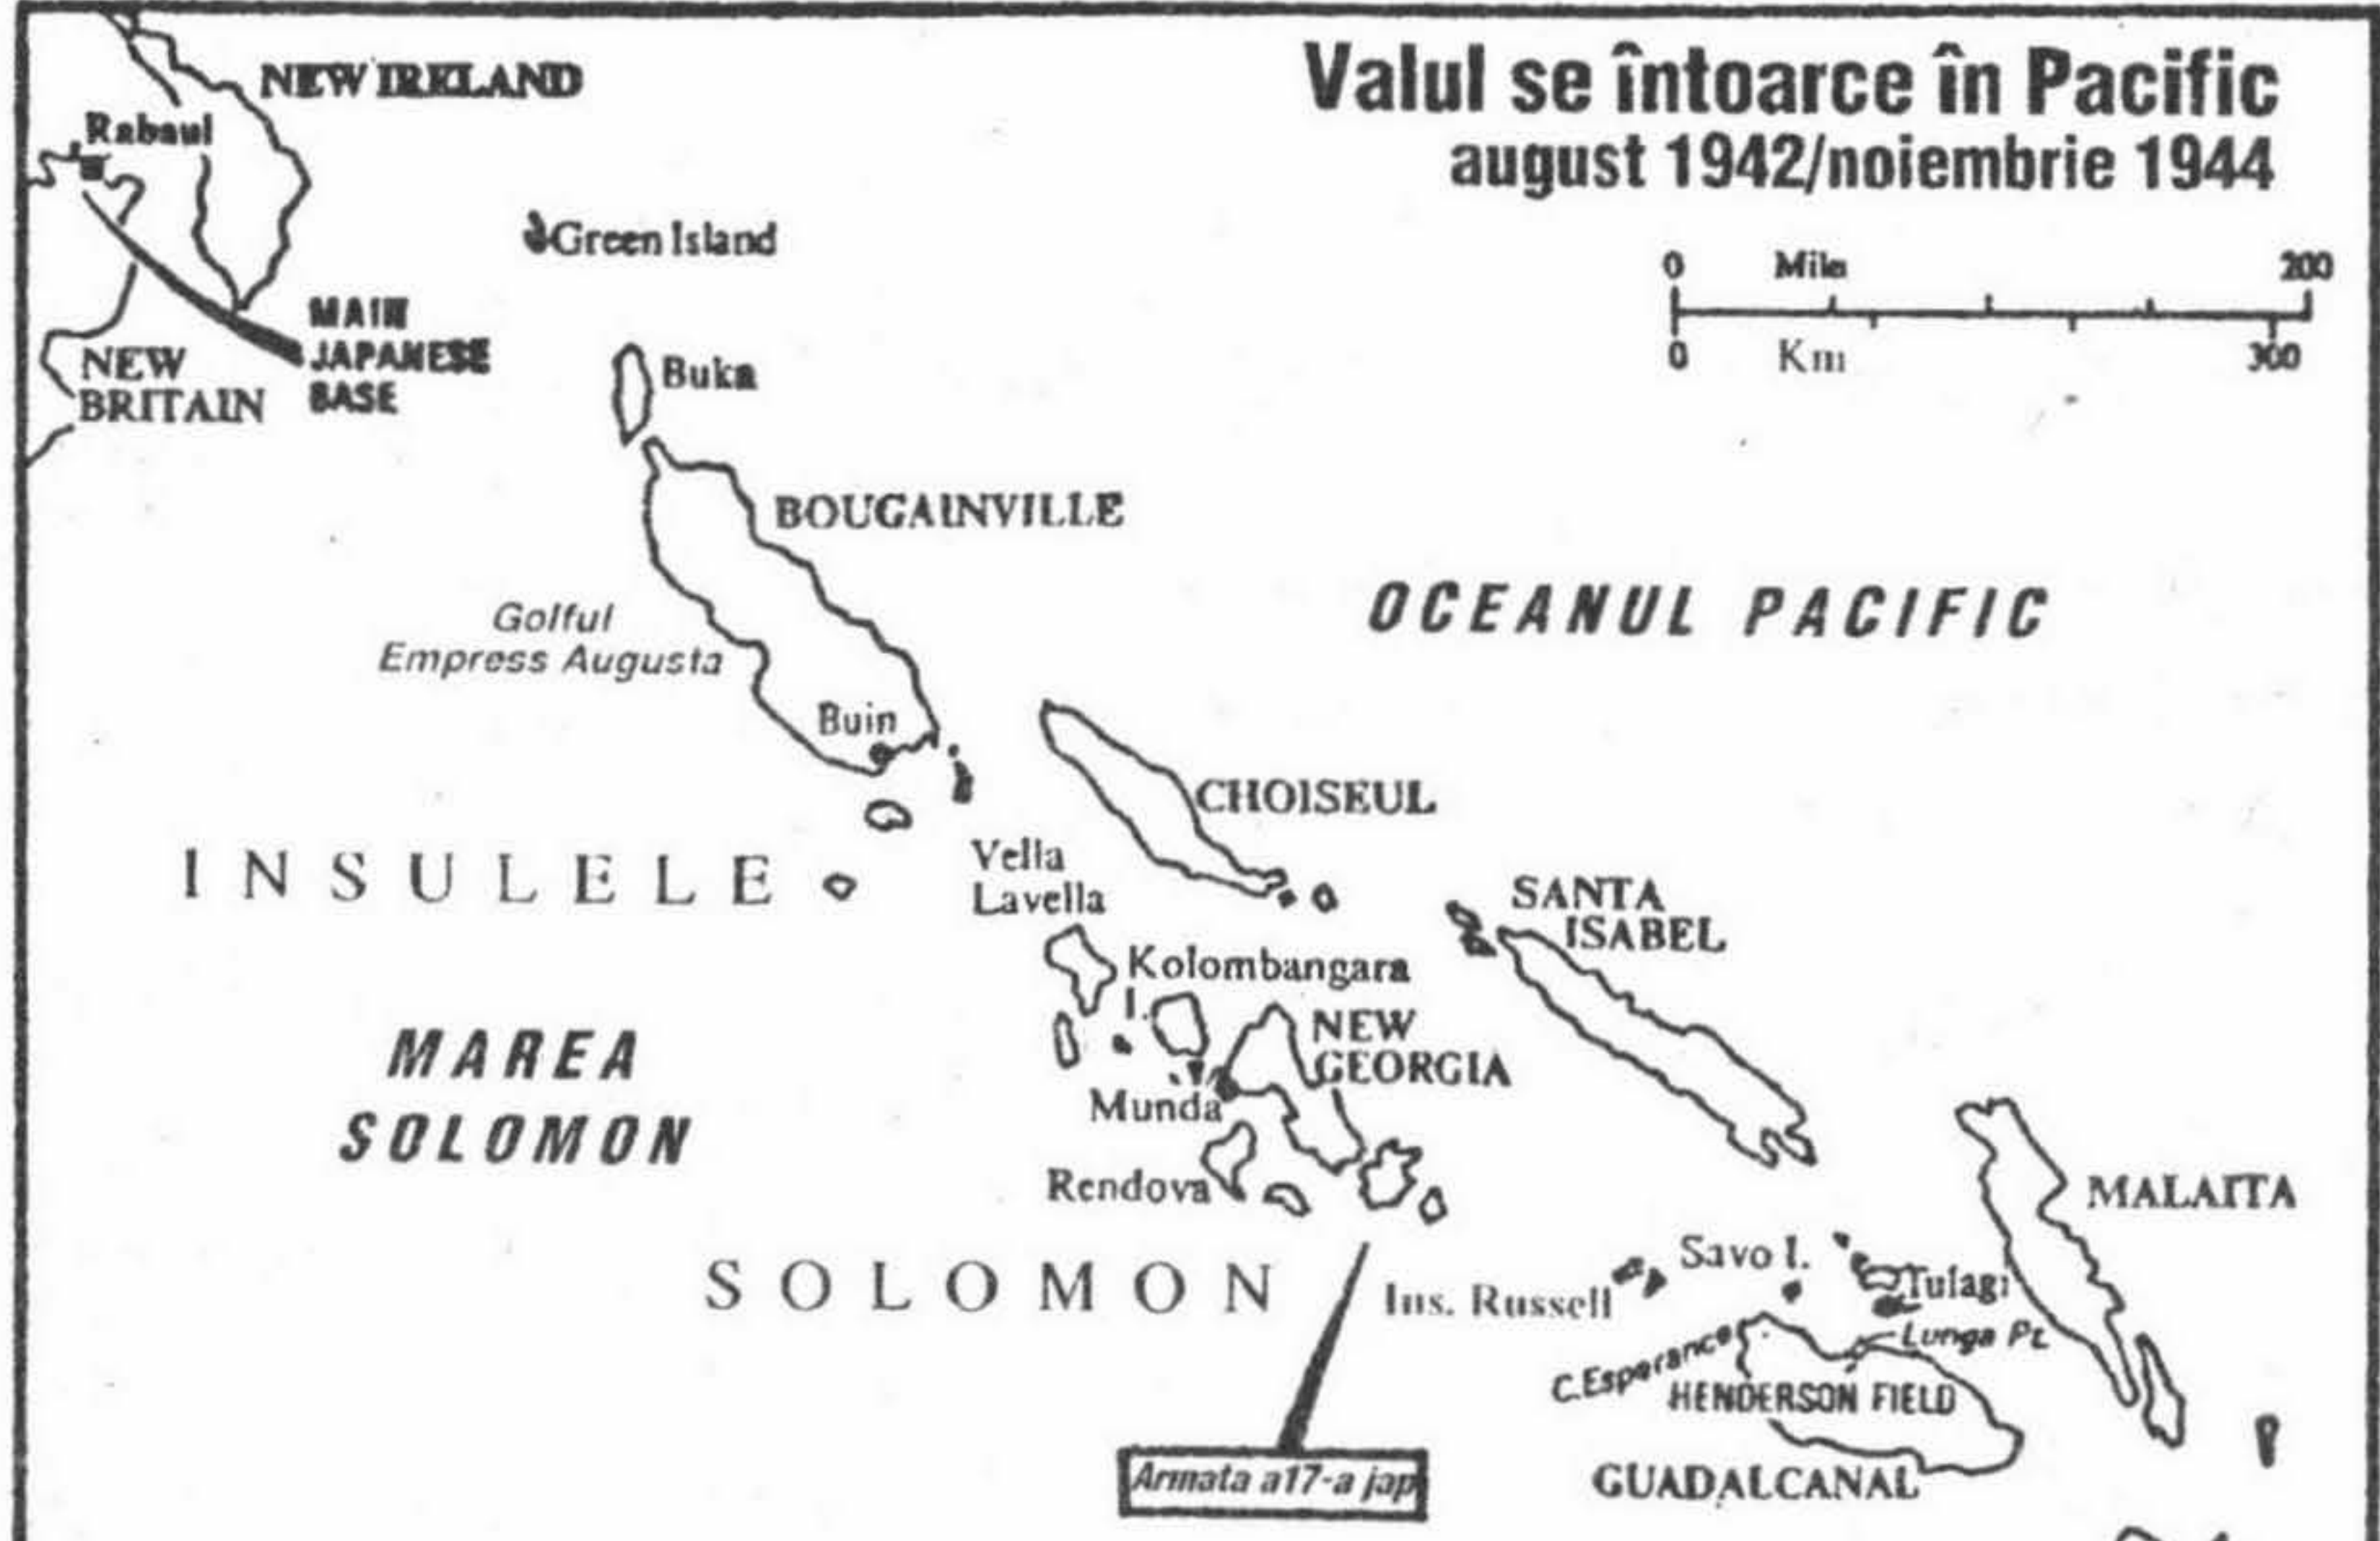 Valul se întoarce în Pacific
august 1942/noiembrie 1944
0 Mile 200
0 Km 300
NEW IRELAND
Rabaul
Green Island
MAIN
JAPANESE
BASE
NEW
BRITAIN
Buka
BOUGAINVILLE
OCEANUL PACIFIC
Golful
Empress Augusta
Buin
CHOISEUL
INSULELE
Vella
Lavella
SANTA
ISABEL
Kolombangara
I.
NEW
GEORGIA
MAREA
SOLOMON
Munda
Rendova
MALAITA
SOLOMON
Ins. Russell
Savo I.
Tulagi
Lunga Pt.
C.Esperance
HENDERSON FIELD
GUADALCANAL
Armata a17-a jap